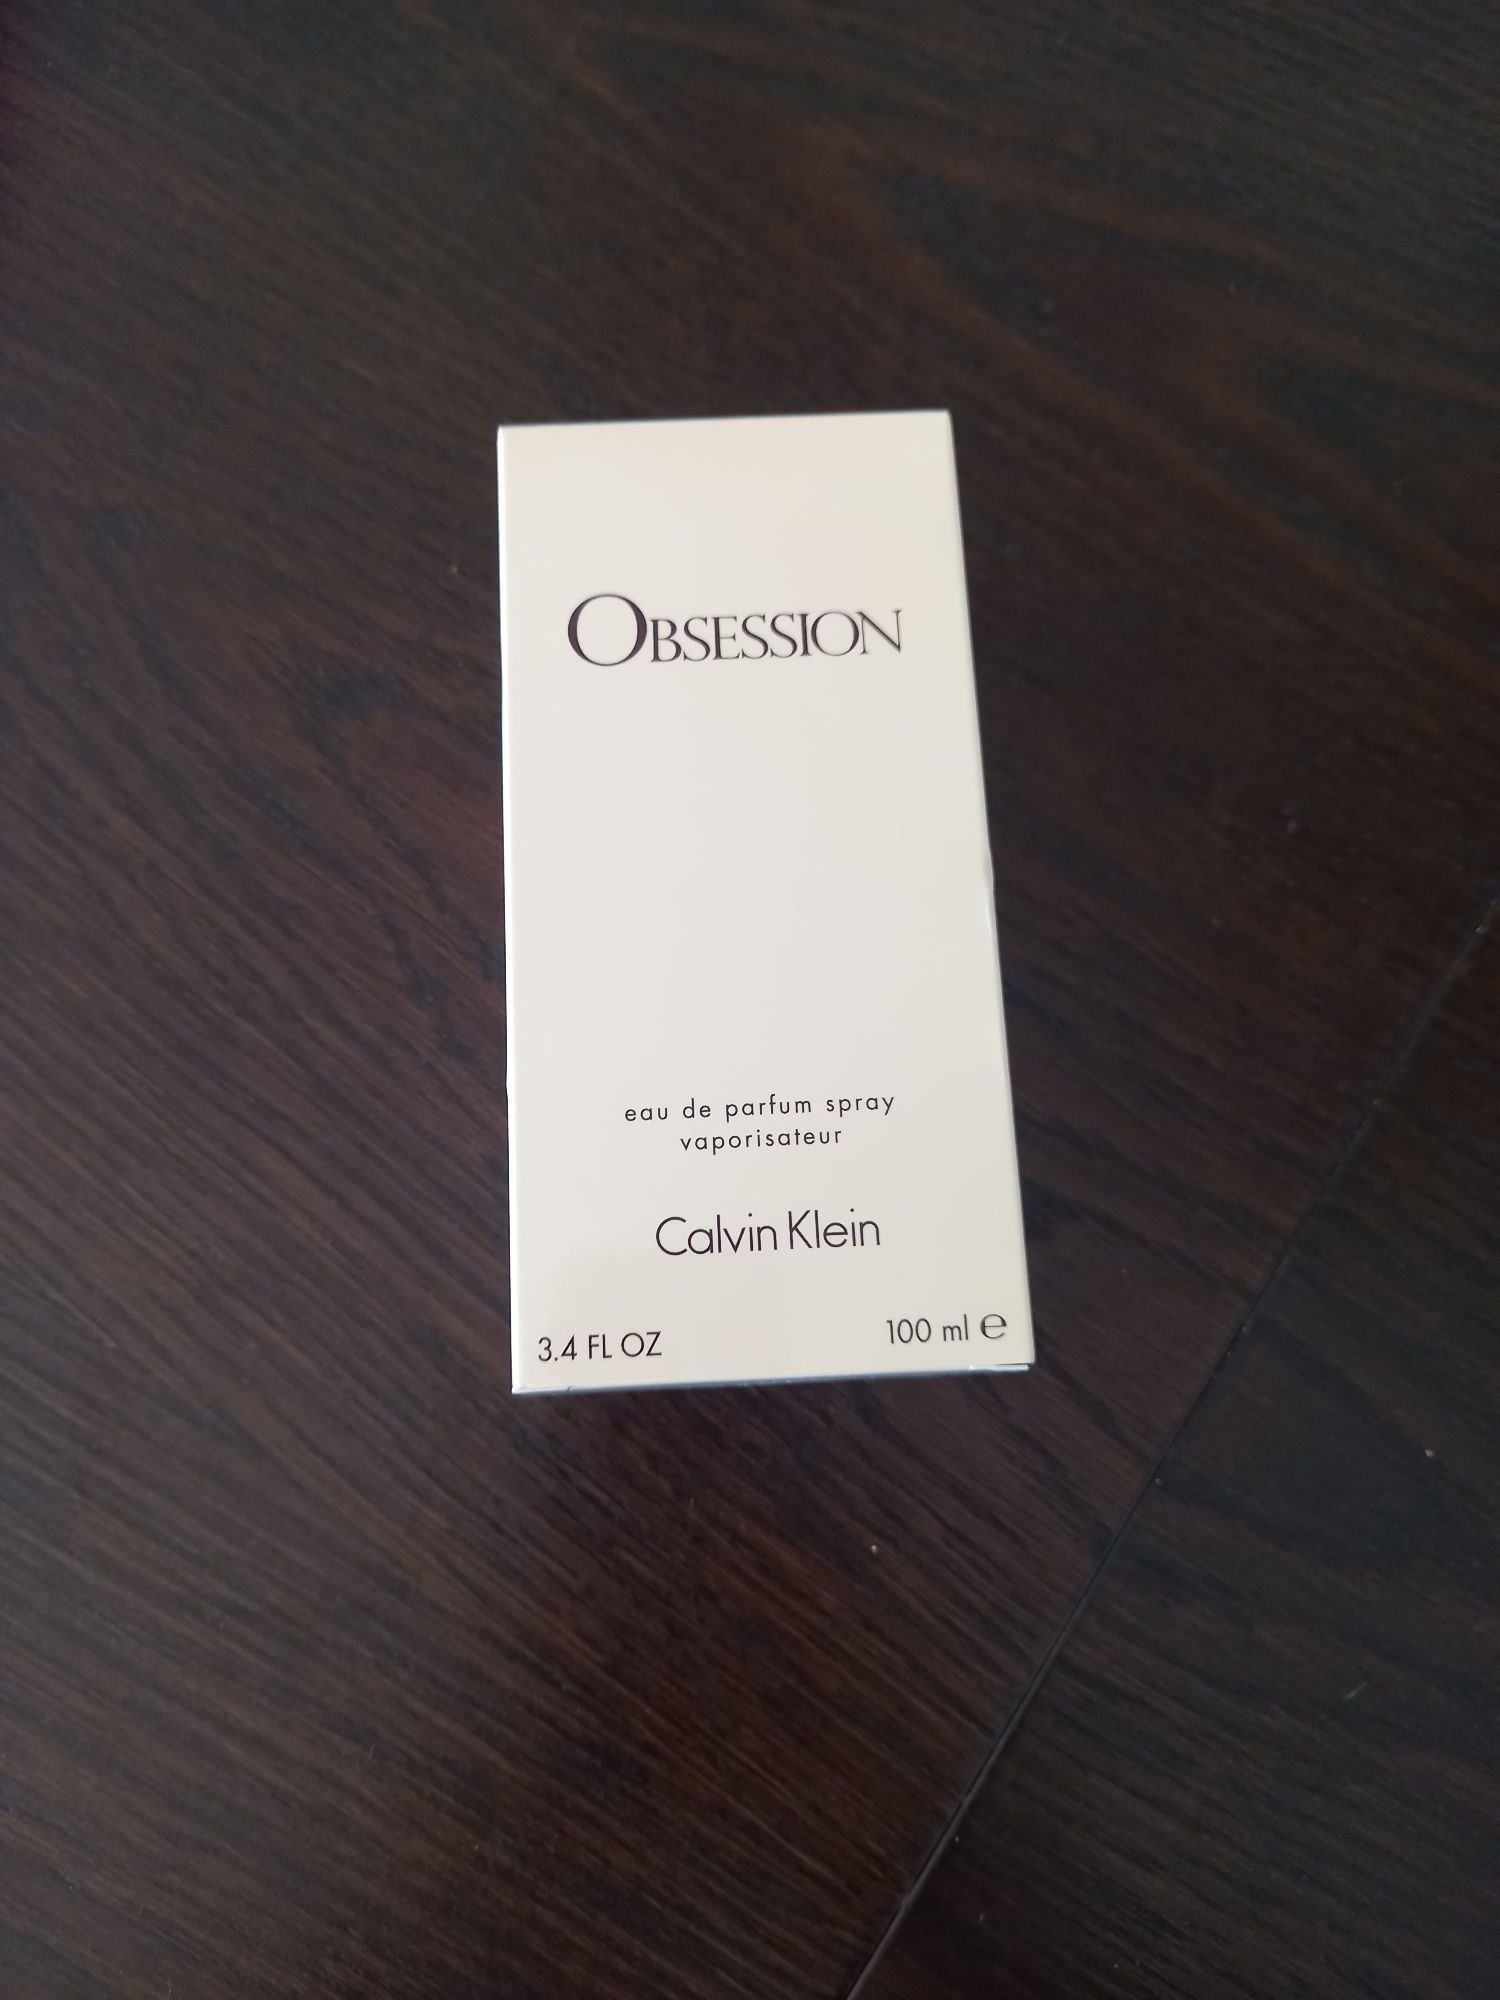 OBSESSION
eau de parfum spray
vaporisateur
Calvin Klein
3.4 FL OZ
100 ml ℮